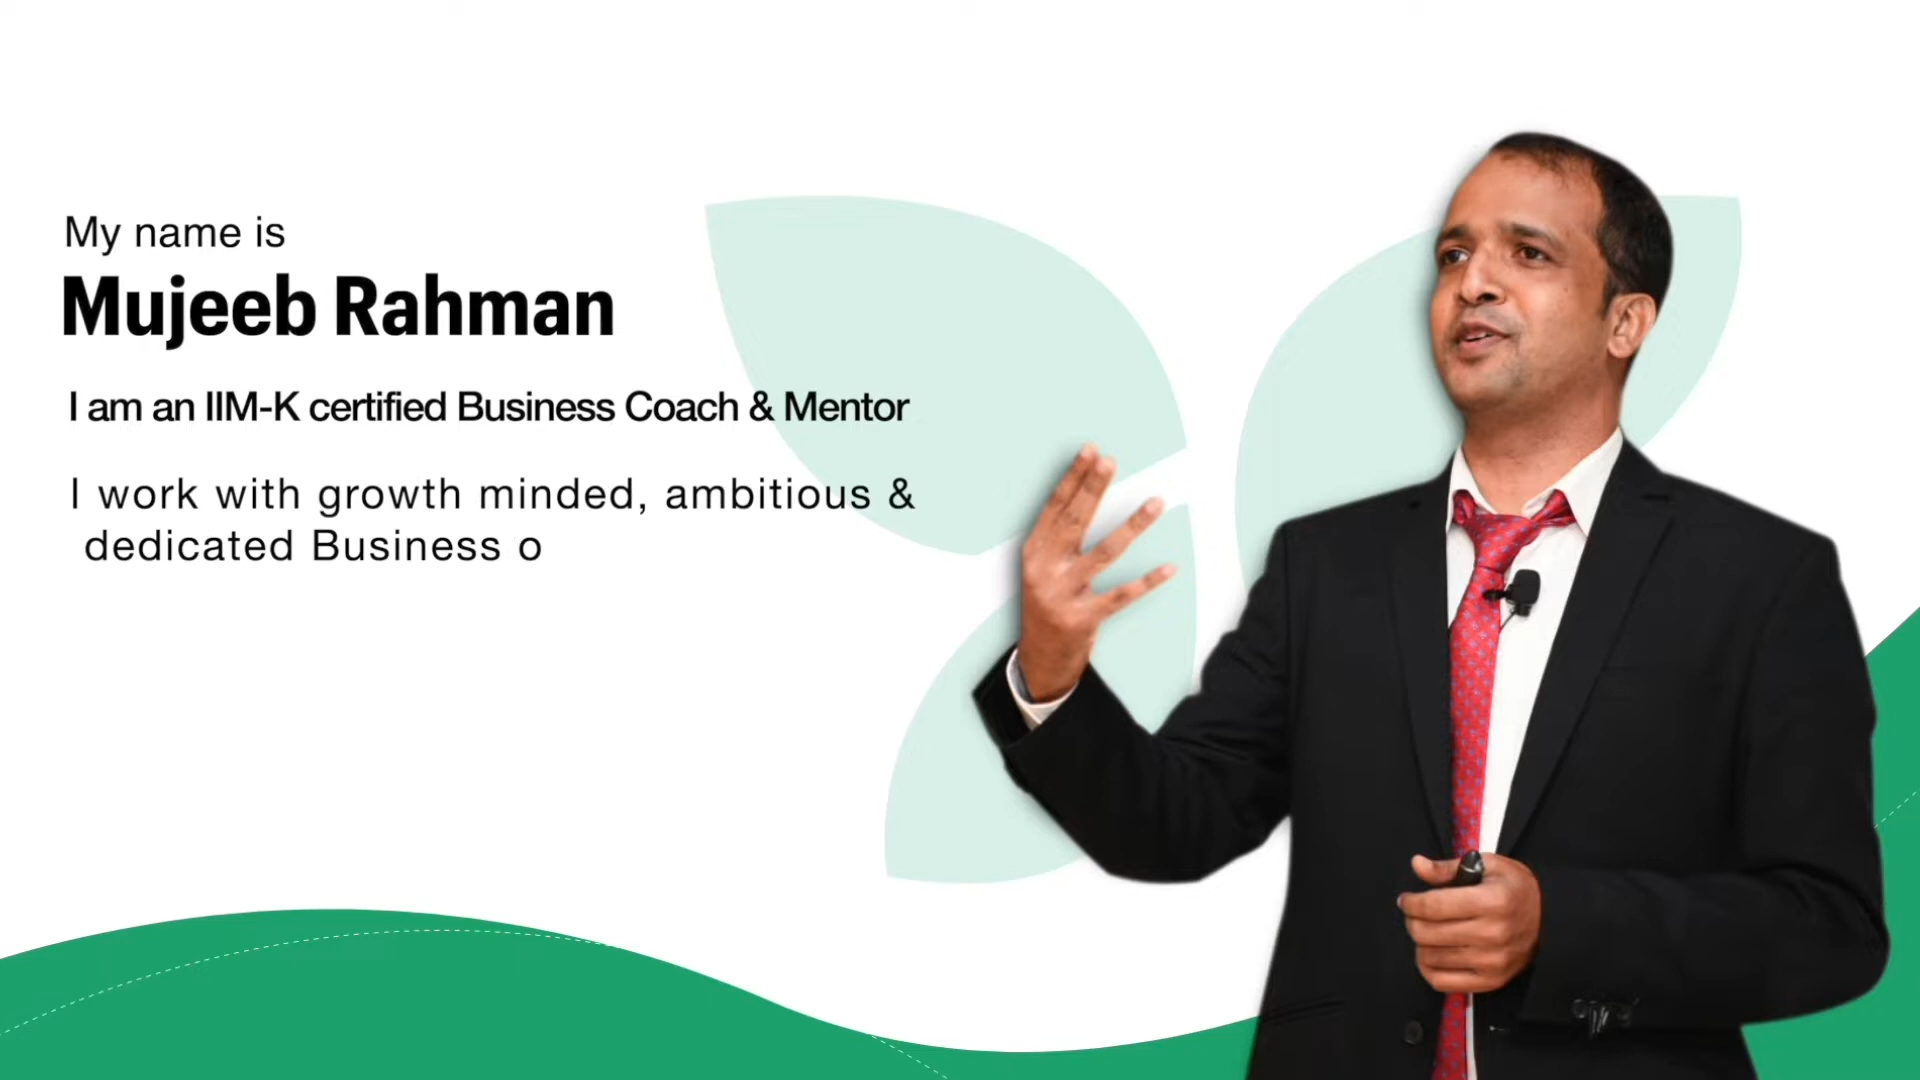 My name is
Mujeeb Rahman
I am an IIM-K certified Business Coach & Mentor
I work with growth minded, ambitious &
dedicated Business o